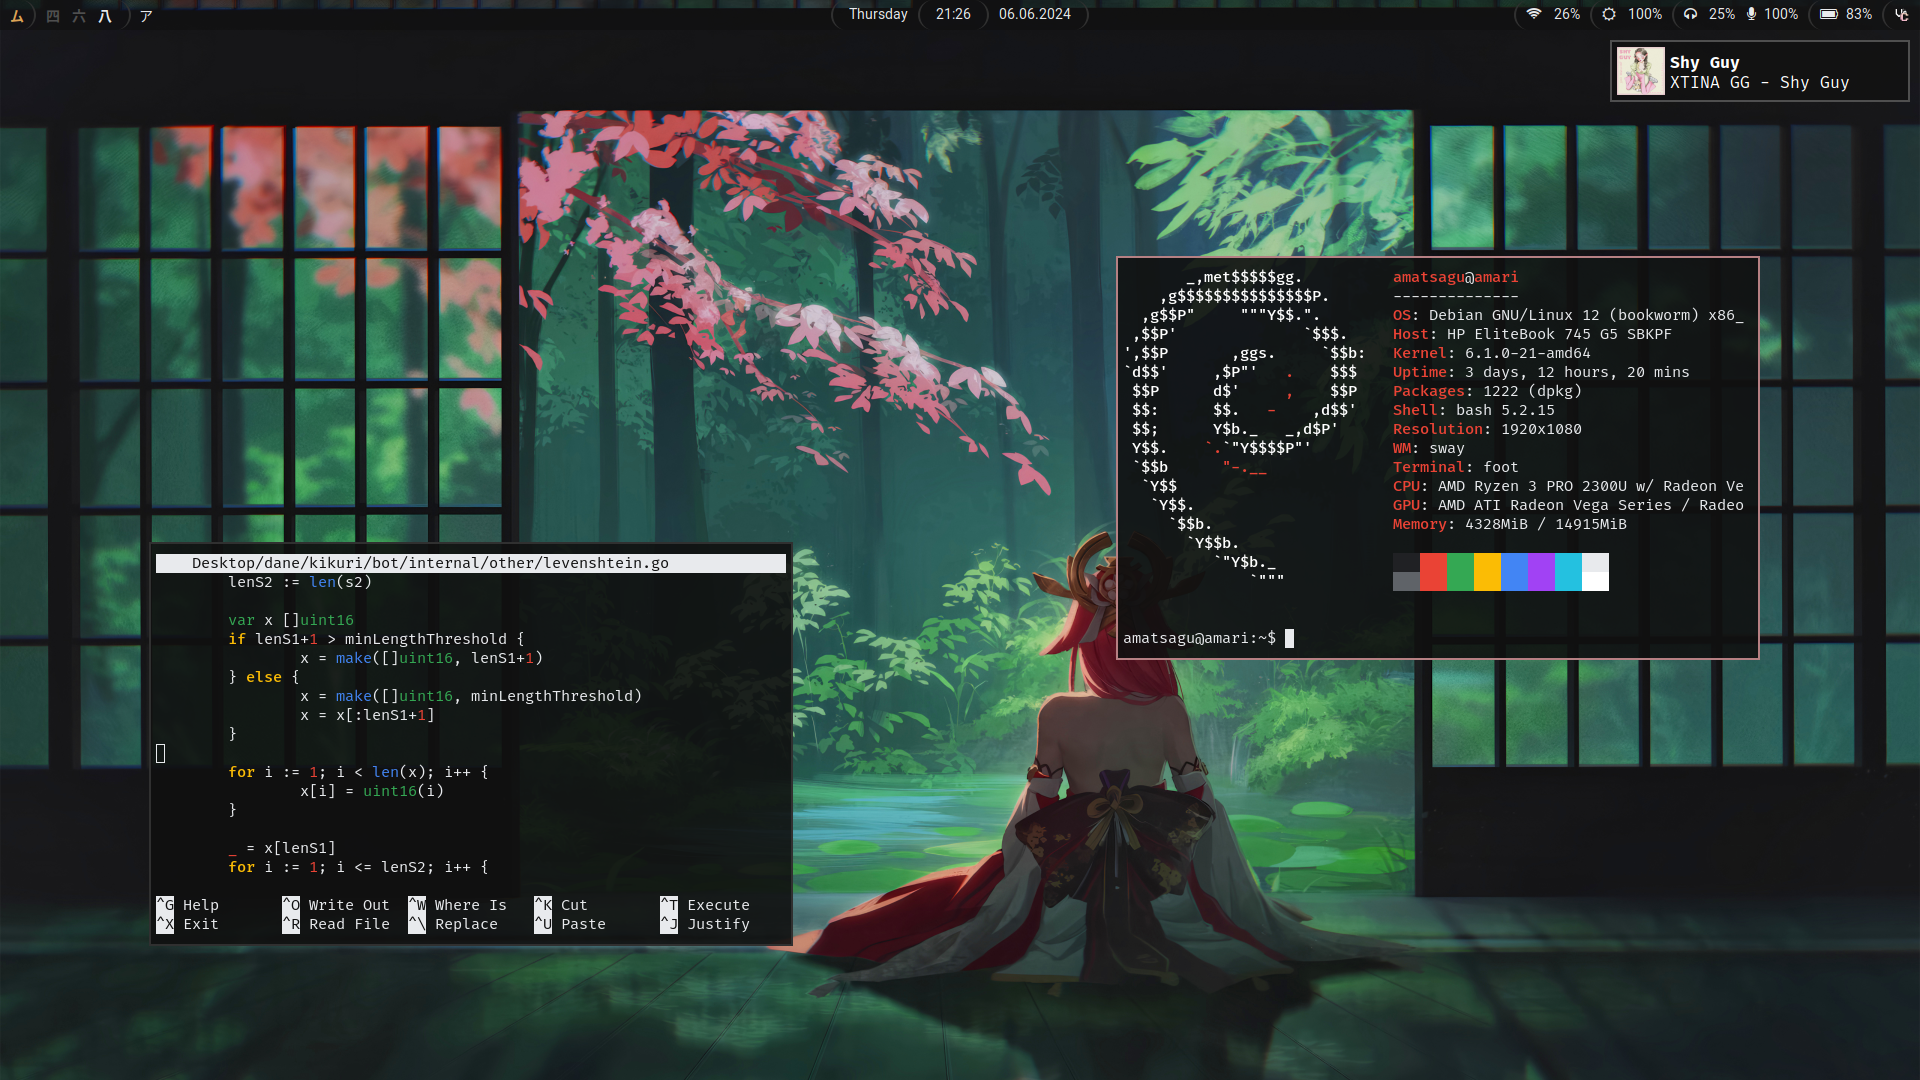 ム 四 六 八 ア
Thursday 21:26 06.06.2024
26% 100% 25% 100% 83%
Shy Guy
XTINA GG - Shy Guy
Desktop/dane/kikuri/bot/internal/other/levenshtein.go
lenS2 := len(s2)
var x []uint16
if lenS1+1 > minLengthThreshold {
x = make([]uint16, lenS1+1)
} else {
x = make([]uint16, minLengthThreshold)
x = x[:lenS1+1]
}
for i := 1; i < len(x); i++ {
x[i] = uint16(i)
}
_ = x[lenS1]
for i := 1; i <= lenS2; i++ {
^G Help ^O Write Out ^W Where Is ^K Cut ^T Execute
^X Exit ^R Read File ^\ Replace ^U Paste ^J Justify
_,met$$$$$gg.
,g$$$$$$$$$$$$$$$P.
,g$$P" """Y$$.".
,$$P' `$$$.
',$$P ,ggs. `$$b:
`d$$' ,$P"' . $$$
$$P d$' , $$P
$$: $$. - ,d$$'
$$; Y$b._ _,d$P'
Y$$. `.`"Y$$$$P"'
`$$b "-.__
`Y$$
`Y$$.
`$$b.
`Y$$b.
`"Y$b._
`"""
amatsagu@amari
--------------
OS: Debian GNU/Linux 12 (bookworm) x86_
Host: HP EliteBook 745 G5 SBKPF
Kernel: 6.1.0-21-amd64
Uptime: 3 days, 12 hours, 20 mins
Packages: 1222 (dpkg)
Shell: bash 5.2.15
Resolution: 1920x1080
WM: sway
Terminal: foot
CPU: AMD Ryzen 3 PRO 2300U w/ Radeon Ve
GPU: AMD ATI Radeon Vega Series / Radeo
Memory: 4328MiB / 14915MiB
amatsagu@amari:~$